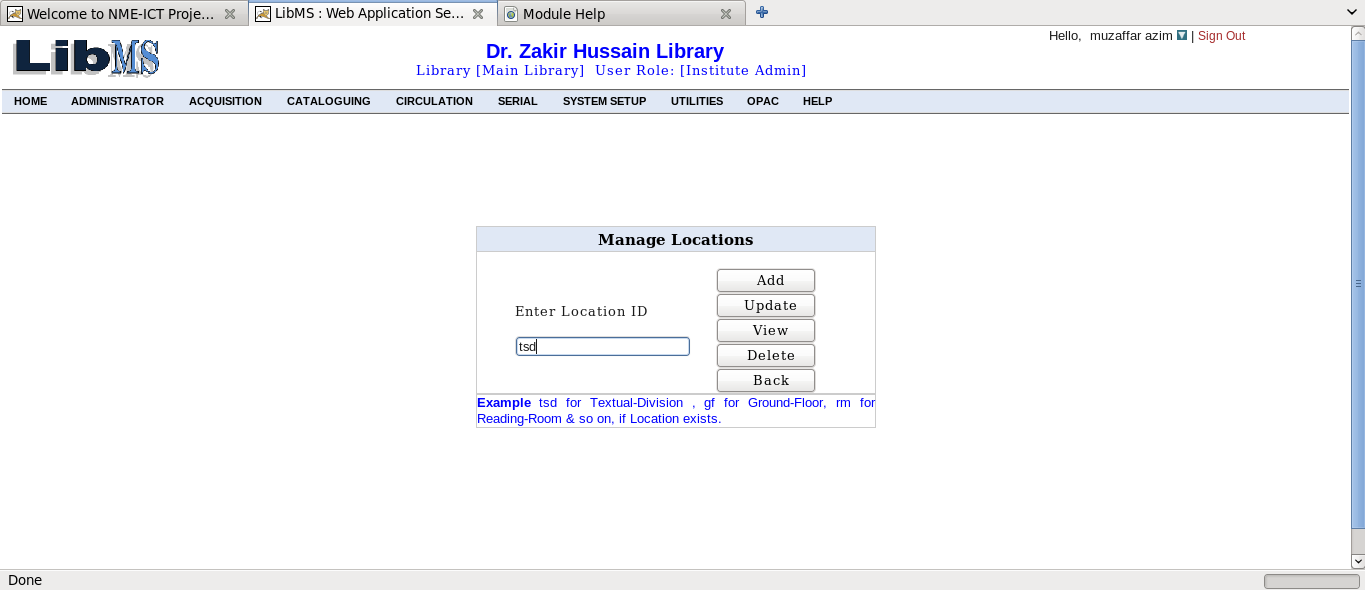 Welcome to NME-ICT Proje...
LibMS : Web Application Se...
Module Help
LibMS
Dr. Zakir Hussain Library
Library [Main Library] User Role: [Institute Admin]
Hello, muzaffar azim | Sign Out
HOME ADMINISTRATOR ACQUISITION CATALOGUING CIRCULATION SERIAL SYSTEM SETUP UTILITIES OPAC HELP
Manage Locations
Enter Location ID
tsd
Add
Update
View
Delete
Back
Example tsd for Textual-Division , gf for Ground-Floor, rm for
Reading-Room & so on, if Location exists.
Done